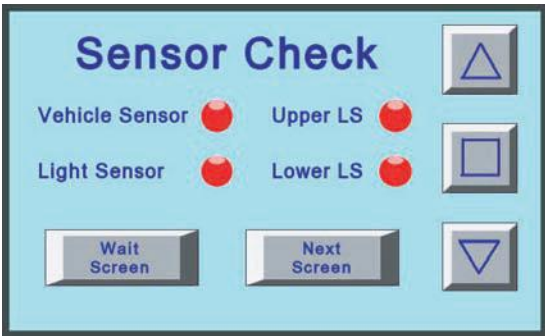 Sensor Check
Vehicle Sensor
Upper LS
Light Sensor
Lower LS
Wait
Screen
Next
Screen